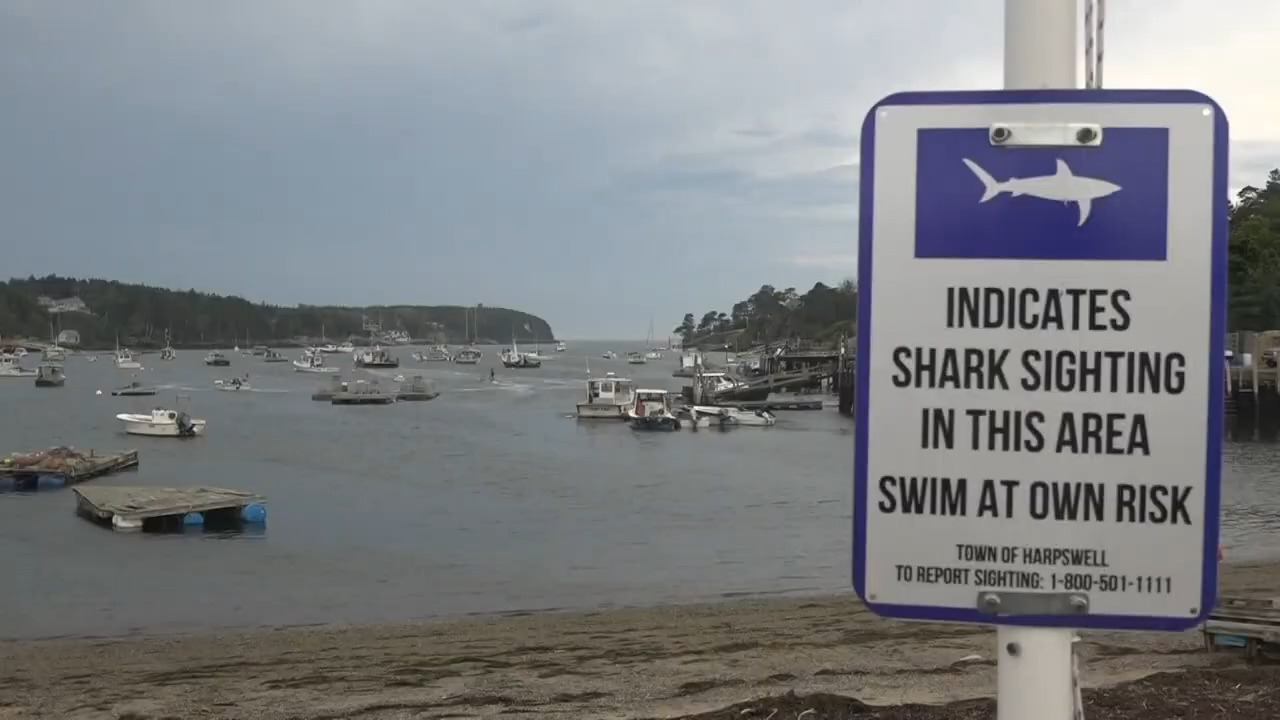 INDICATES
SHARK SIGHTING
IN THIS AREA
SWIM AT OWN RISK
TOWN OF HARPSWELL
TO REPORT SIGHTING: 1-800-501-1111